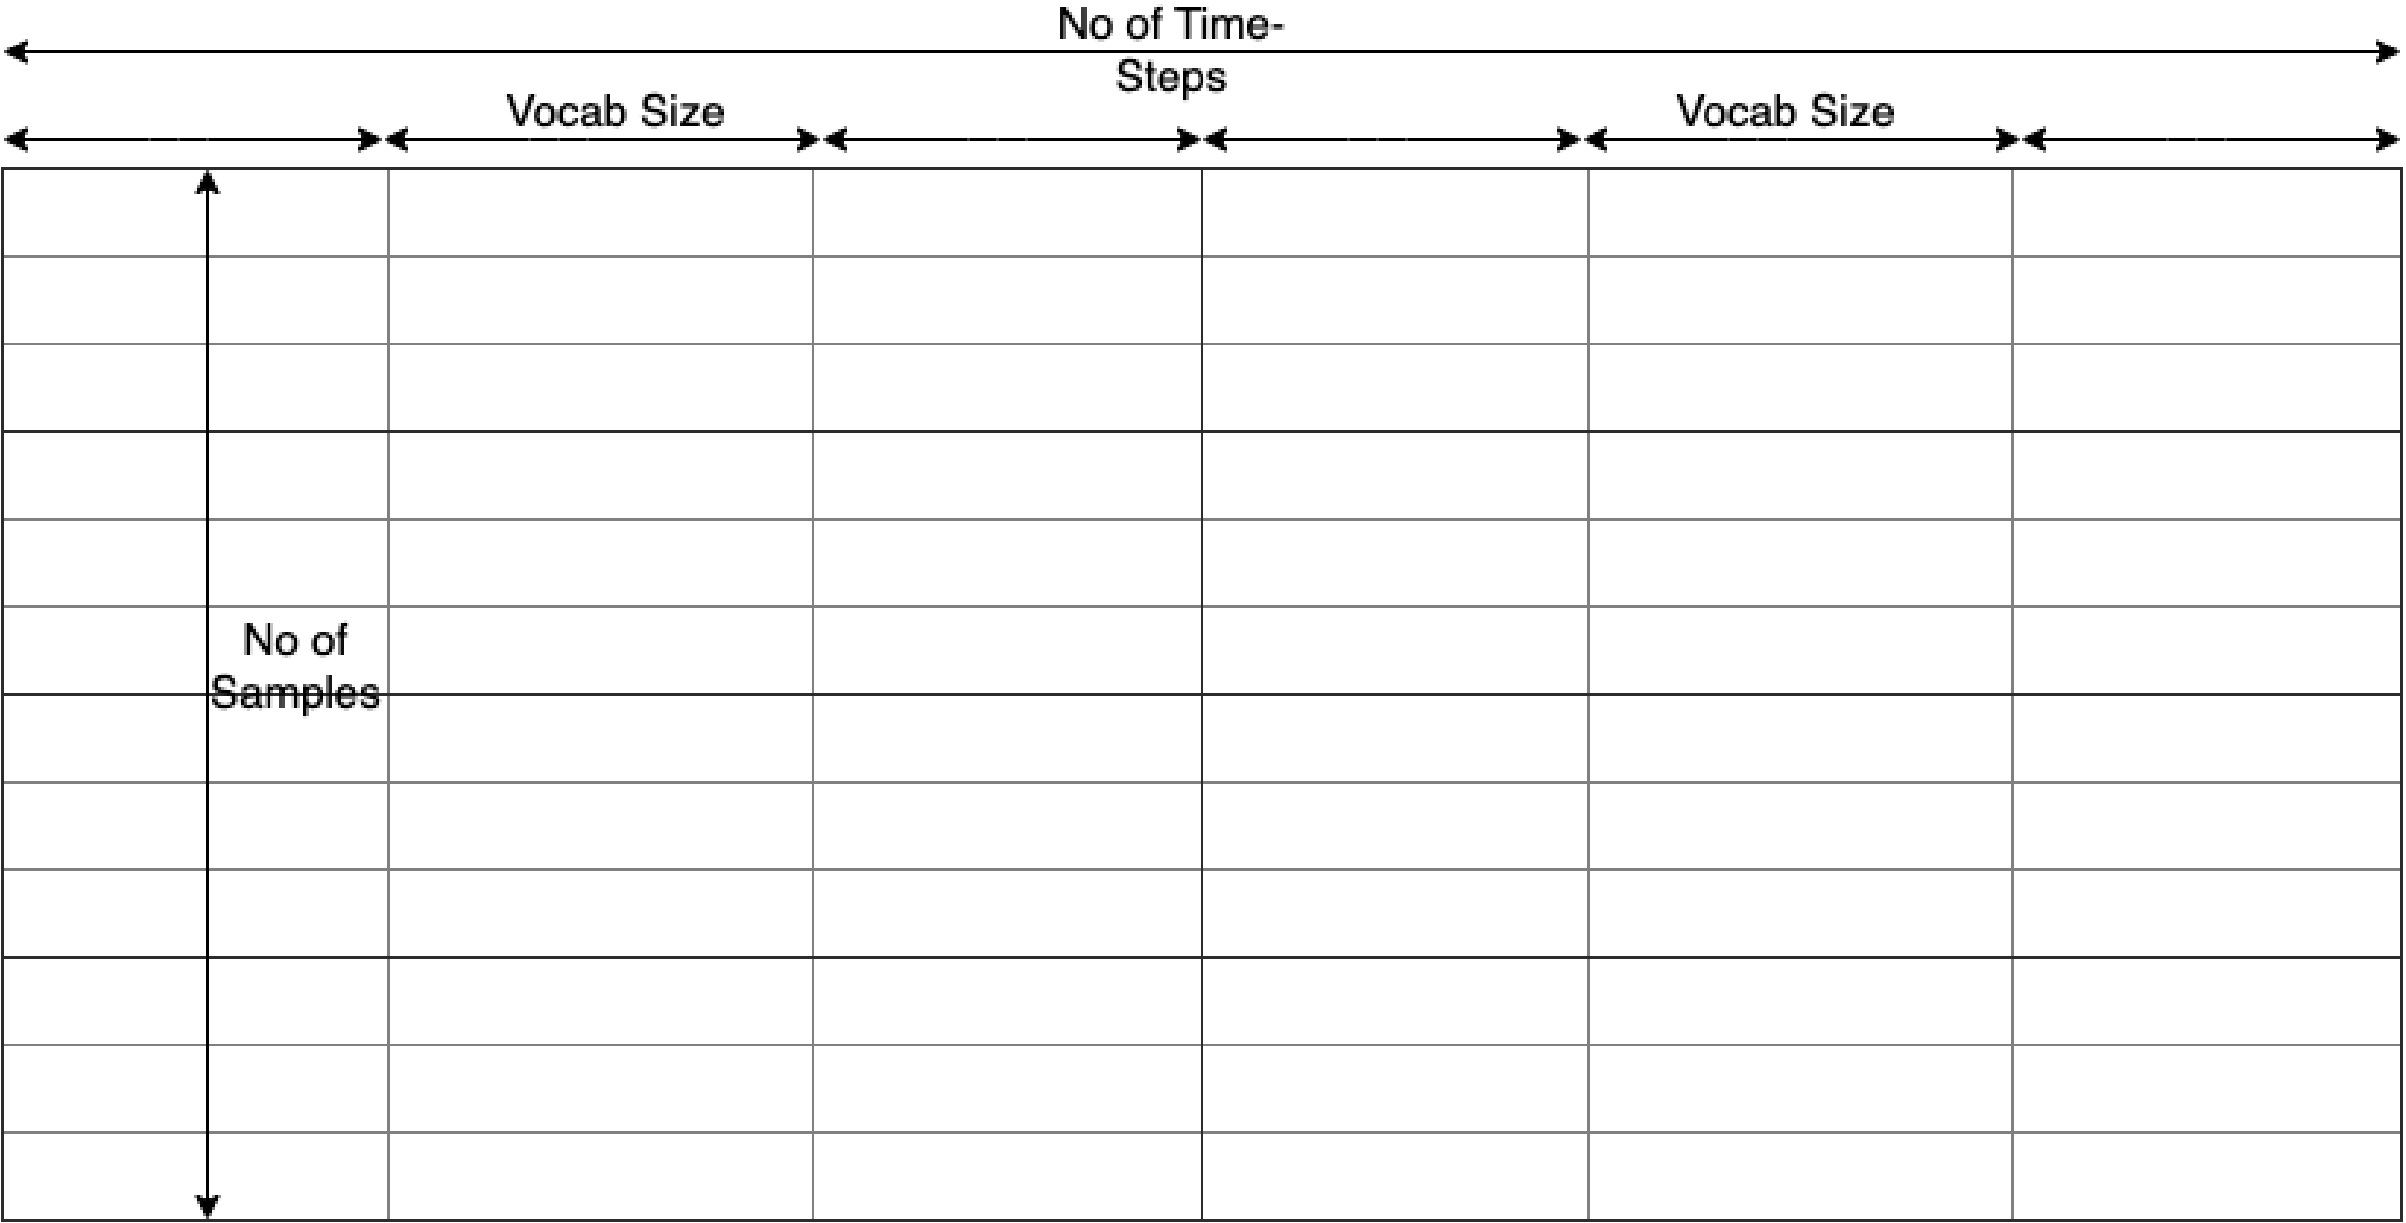 No of Time-
Steps
Vocab Size
Vocab Size
No of
Samples